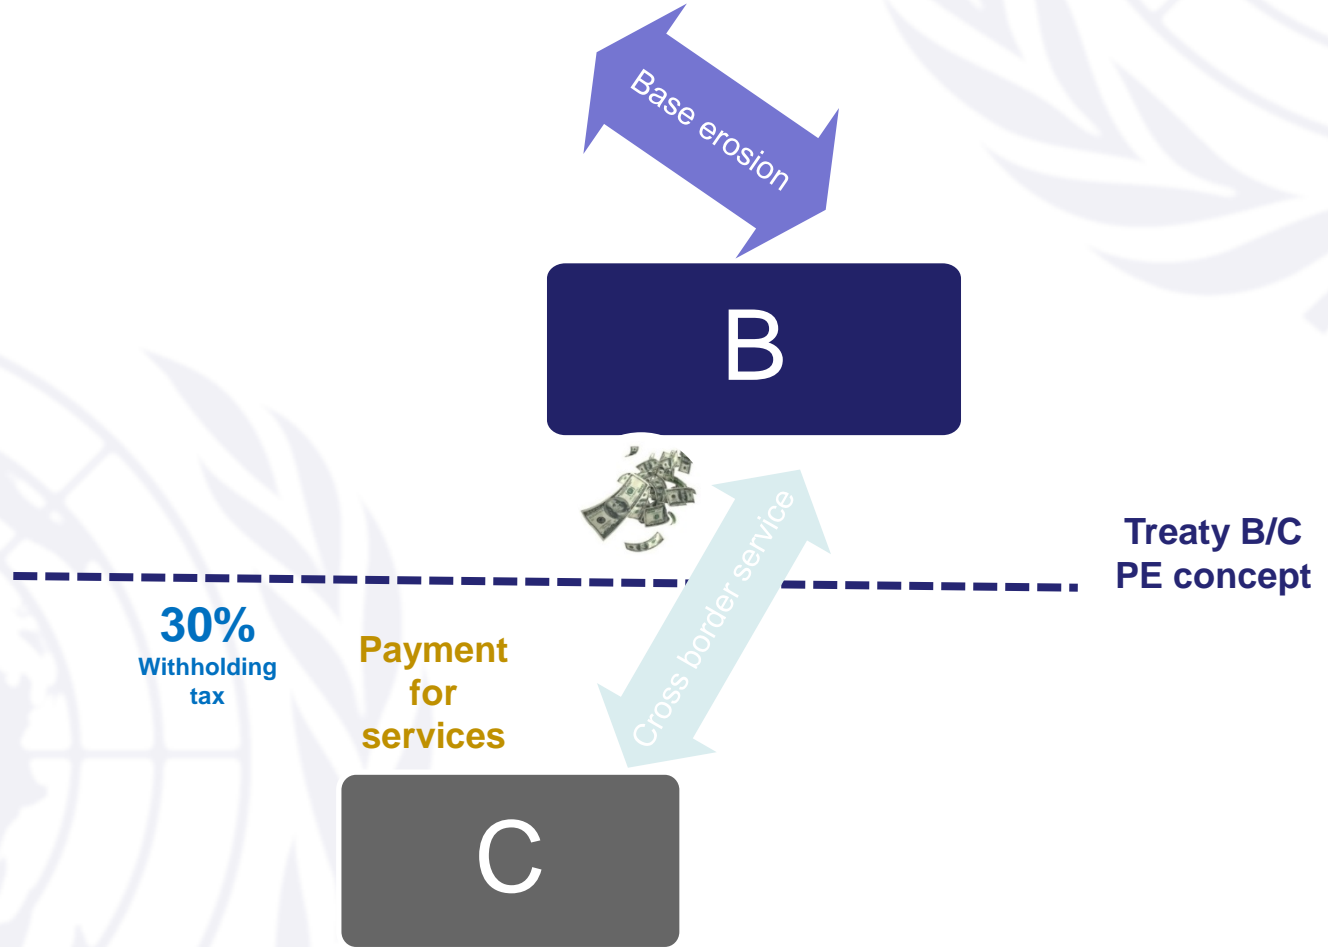 Base erosion
B
Cross border service
Treaty B/C
PE concept
30%
Withholding
tax
Payment
for
services
C